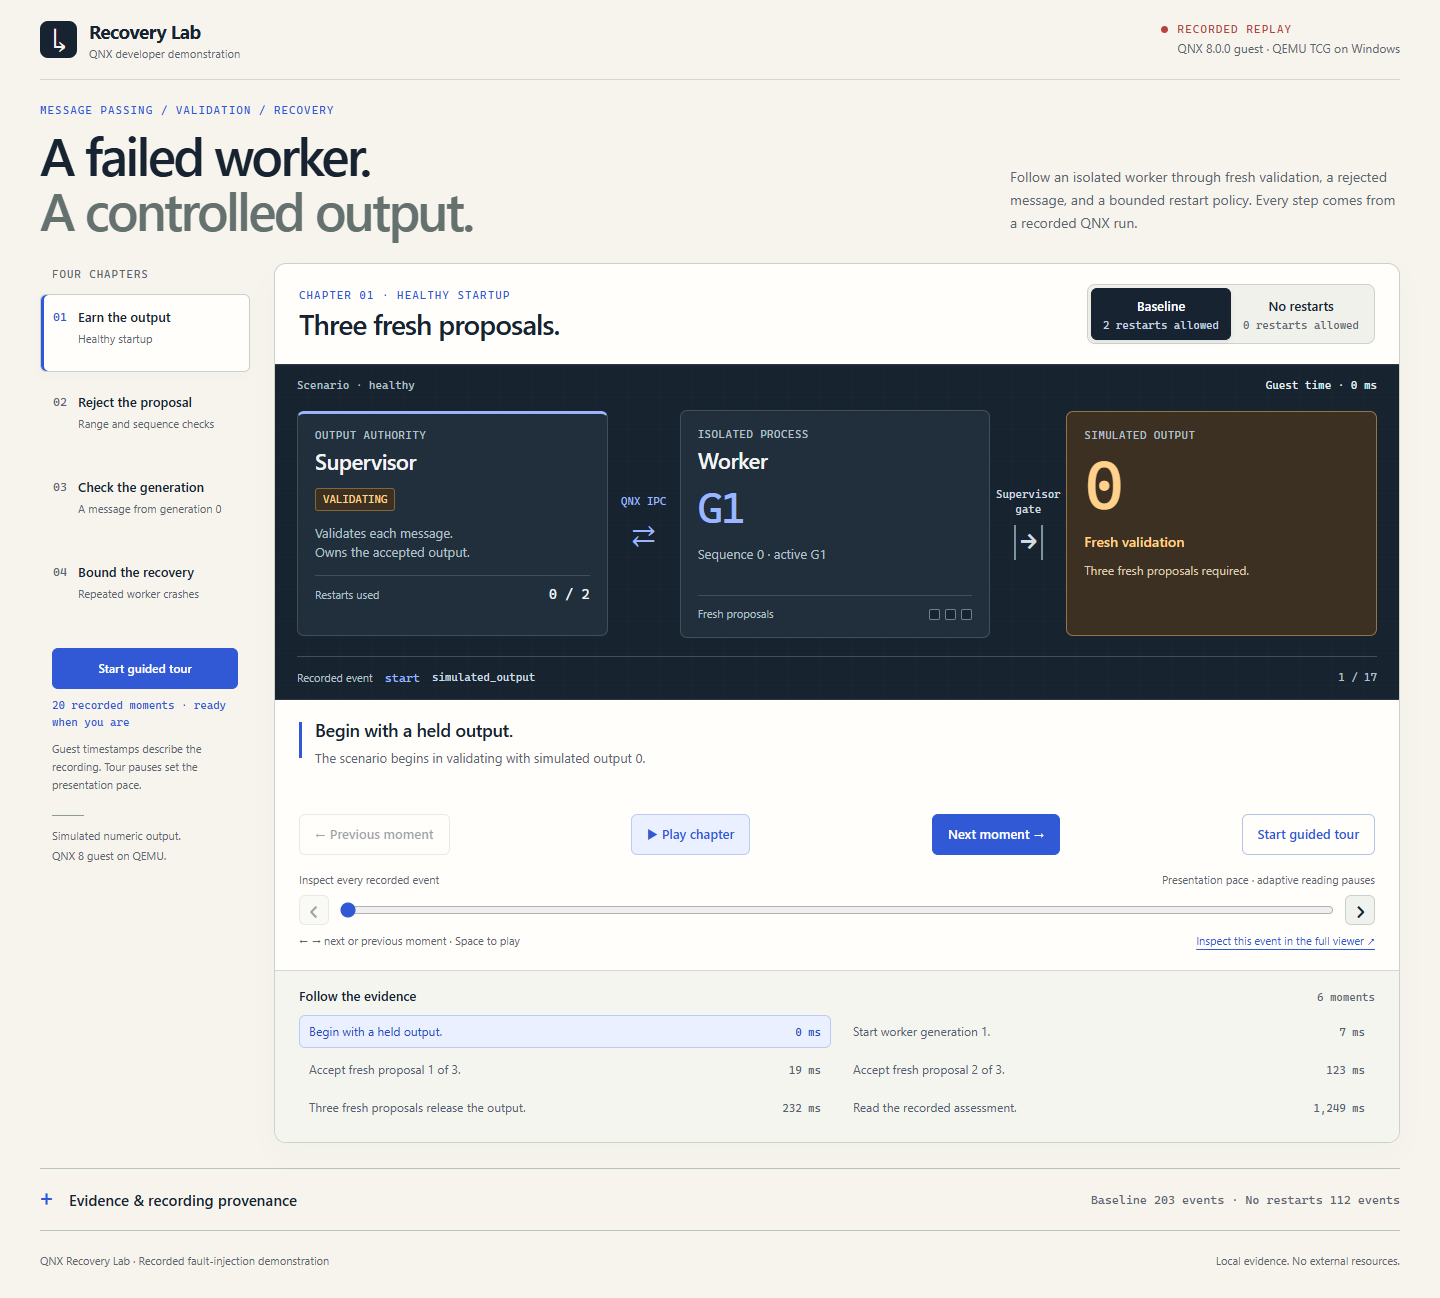 Recovery Lab
QNX developer demonstration
RECORDED REPLAY
QNX 8.0.0 guest · QEMU TCG on Windows
MESSAGE PASSING / VALIDATION / RECOVERY
A failed worker.
A controlled output.
Follow an isolated worker through fresh validation, a rejected
message, and a bounded restart policy. Every step comes from
a recorded QNX run.
FOUR CHAPTERS
01 Earn the output
Healthy startup
02 Reject the proposal
Range and sequence checks
03 Check the generation
A message from generation 0
04 Bound the recovery
Repeated worker crashes
Start guided tour
20 recorded moments · ready
when you are
Guest timestamps describe the
recording. Tour pauses set the
presentation pace.
Simulated numeric output.
QNX 8 guest on QEMU.
CHAPTER 01 · HEALTHY STARTUP
Three fresh proposals.
Baseline
2 restarts allowed
No restarts
0 restarts allowed
Scenario · healthy
Guest time · 0 ms
OUTPUT AUTHORITY
Supervisor
VALIDATING
Validates each message.
Owns the accepted output.
Restarts used 0 / 2
QNX IPC
⇄
ISOLATED PROCESS
Worker
G1
Sequence 0 · active G1
Fresh proposals
Supervisor
gate
SIMULATED OUTPUT
0
Fresh validation
Three fresh proposals required.
Recorded event start simulated_output
1 / 17
Begin with a held output.
The scenario begins in validating with simulated output 0.
← Previous moment
▶ Play chapter
Next moment →
Start guided tour
Inspect every recorded event
Presentation pace · adaptive reading pauses
← → next or previous moment · Space to play
Inspect this event in the full viewer ↗
Follow the evidence
6 moments
Begin with a held output. 0 ms
Start worker generation 1. 7 ms
Accept fresh proposal 1 of 3. 19 ms
Accept fresh proposal 2 of 3. 123 ms
Three fresh proposals release the output. 232 ms
Read the recorded assessment. 1,249 ms
+ Evidence & recording provenance
Baseline 203 events · No restarts 112 events
QNX Recovery Lab · Recorded fault-injection demonstration
Local evidence. No external resources.